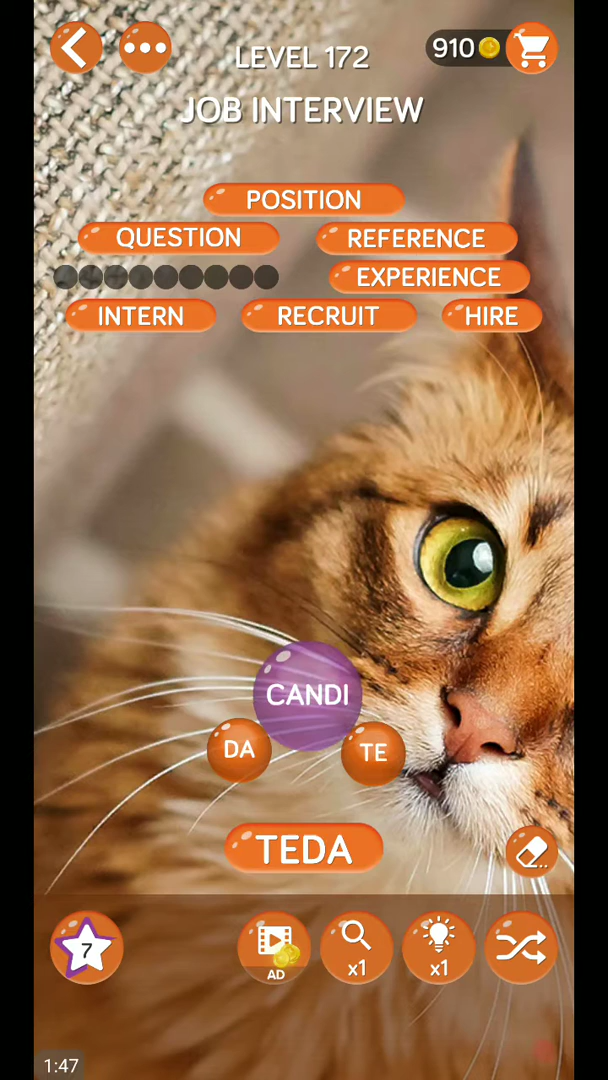 LEVEL 172
910
JOB INTERVIEW
POSITION
QUESTION REFERENCE
EXPERIENCE
INTERN RECRUIT HIRE
CANDI
DA TE
TEDA
7 AD x1 x1
1:47